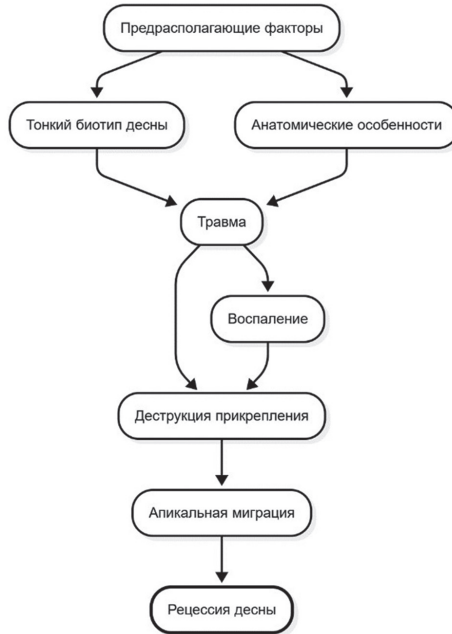 Предрасполагающие факторы
Тонкий биотип десны
Анатомические особенности
Травма
Воспаление
Деструкция прикрепления
Апикальная миграция
Рецессия десны